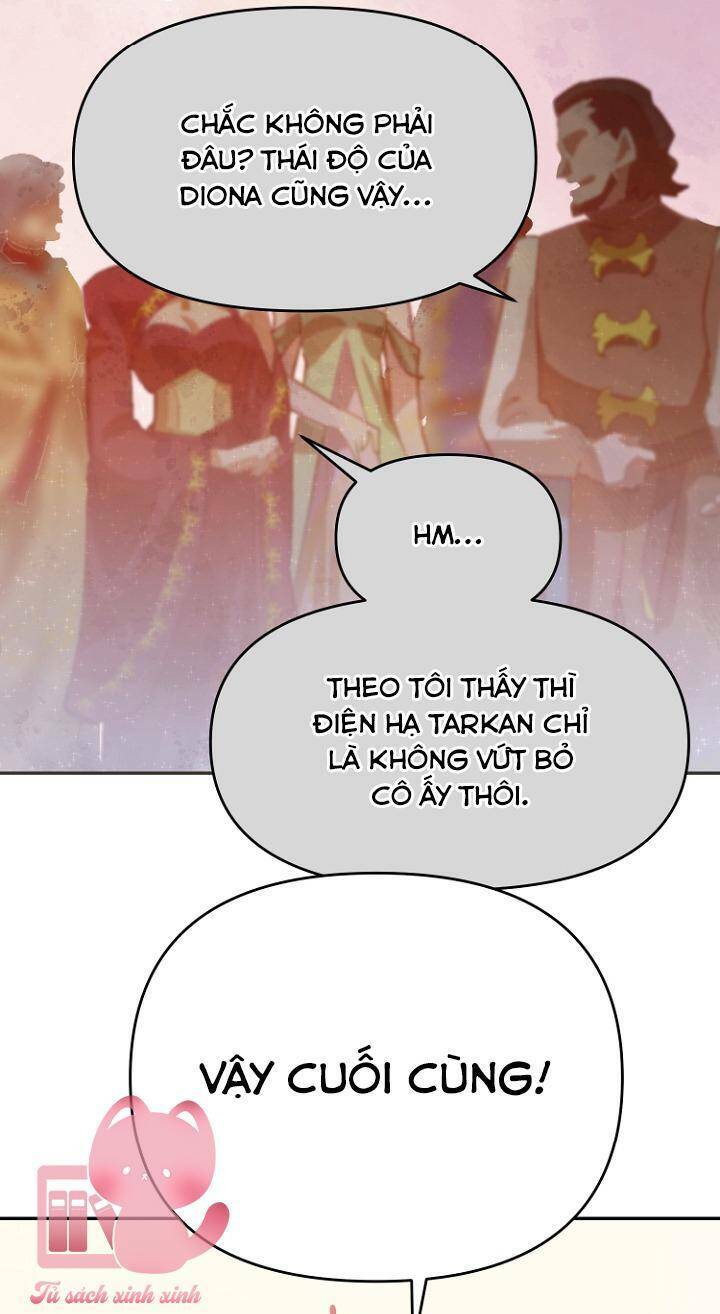 CHẮC KHÔNG PHẢI
ĐÂU? THÁI ĐỘ CỦA
DIONA CŨNG VẬY...
HM...
THEO TÔI THẤY THÌ
ĐIỆN HẠ TARKAN CHỈ
LÀ KHÔNG VỨT BỎ
CÔ ẤY THÔI.
VẬY CUỐI CÙNG!
Tủ sách xinh xinh